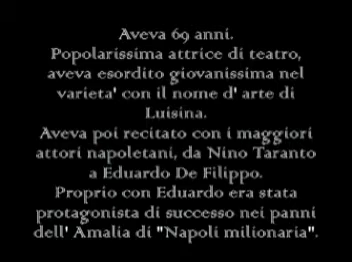 Aveva 69 anni.
Popolarissima attrice di teatro,
aveva esordito giovanissima nel
varieta' con il nome d' arte di
Luisina.
Aveva poi recitato con i maggiori
attori napoletani, da Nino Taranto
a Eduardo De Filippo.
Proprio con Eduardo era stata
protagonista di successo nei panni
dell' Amalia di "Napoli milionaria".